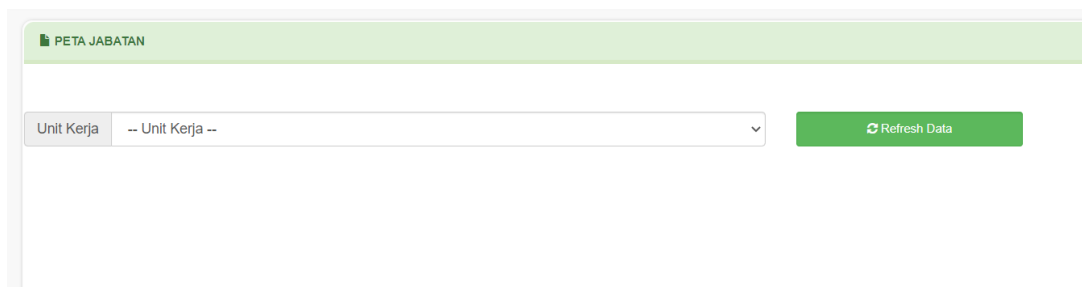 PETA JABATAN
Unit Kerja
-- Unit Kerja --
Refresh Data